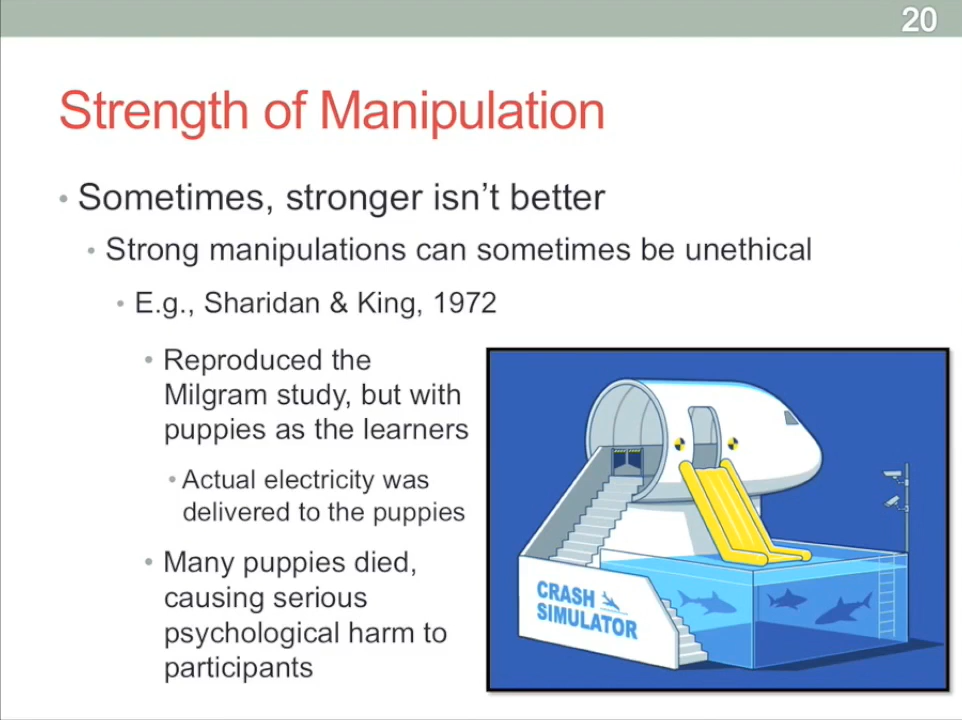 20
Strength of Manipulation
• Sometimes, stronger isn't better
• Strong manipulations can sometimes be unethical
• E.g., Sharidan & King, 1972
• Reproduced the
Milgram study, but with
puppies as the learners
• Actual electricity was
delivered to the puppies
• Many puppies died,
causing serious
psychological harm to
participants
CRASH
SIMULATOR